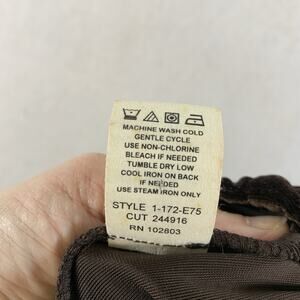 MACHINE WASH COLD
GENTLE CYCLE
USE NON-CHLORINE
BLEACH IF NEEDED
TUMBLE DRY LOW
COOL IRON ON BACK
IF NEEDED
USE STEAM IRON ONLY
STYLE 1-172-E75
CUT 244916
RN 102803